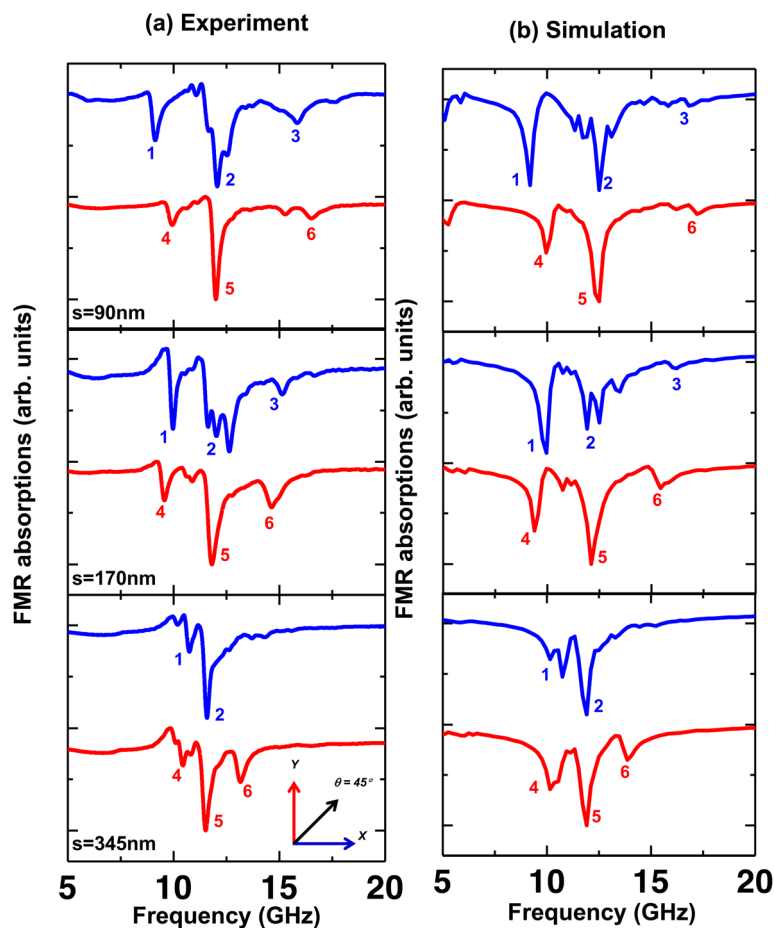 (a) Experiment
(b) Simulation
FMR absorptions (arb. units)
1
2
3
4
5
6
s=90nm
1
2
3
4
5
6
s=170nm
1
2
4
5
6
Y
θ = 45°
X
s=345nm
5 10 15 20
Frequency (GHz)
FMR absorptions (arb. units)
1
2
3
4
5
6
1
2
3
4
5
6
1
2
4
5
6
5 10 15 20
Frequency (GHz)